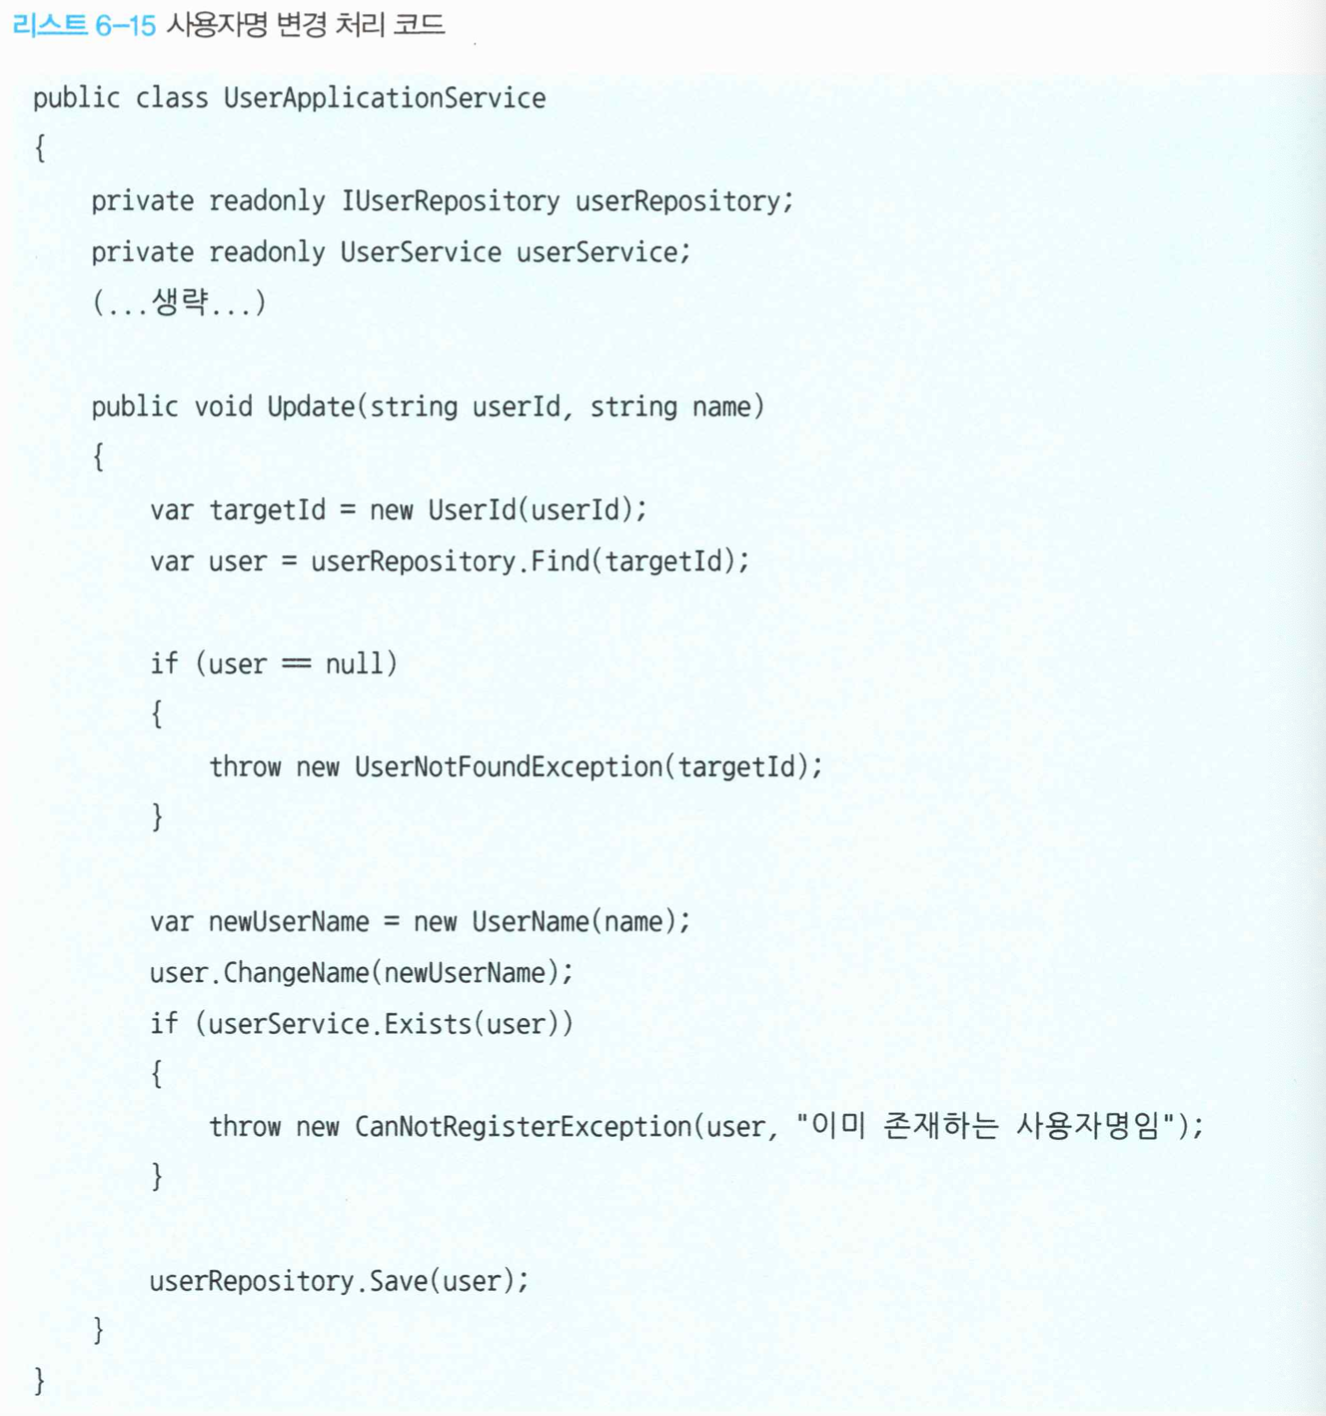 리스트 6-15 사용자명 변경 처리 코드
public class UserApplicationService
{
    private readonly IUserRepository userRepository;
    private readonly UserService userService;
    (...생략...)

    public void Update(string userId, string name)
    {
        var targetId = new UserId(userId);
        var user = userRepository.Find(targetId);

        if (user == null)
        {
            throw new UserNotFoundException(targetId);
        }

        var newUserName = new UserName(name);
        user.ChangeName(newUserName);
        if (userService.Exists(user))
        {
            throw new CanNotRegisterException(user, "이미 존재하는 사용자명임");
        }

        userRepository.Save(user);
    }
}